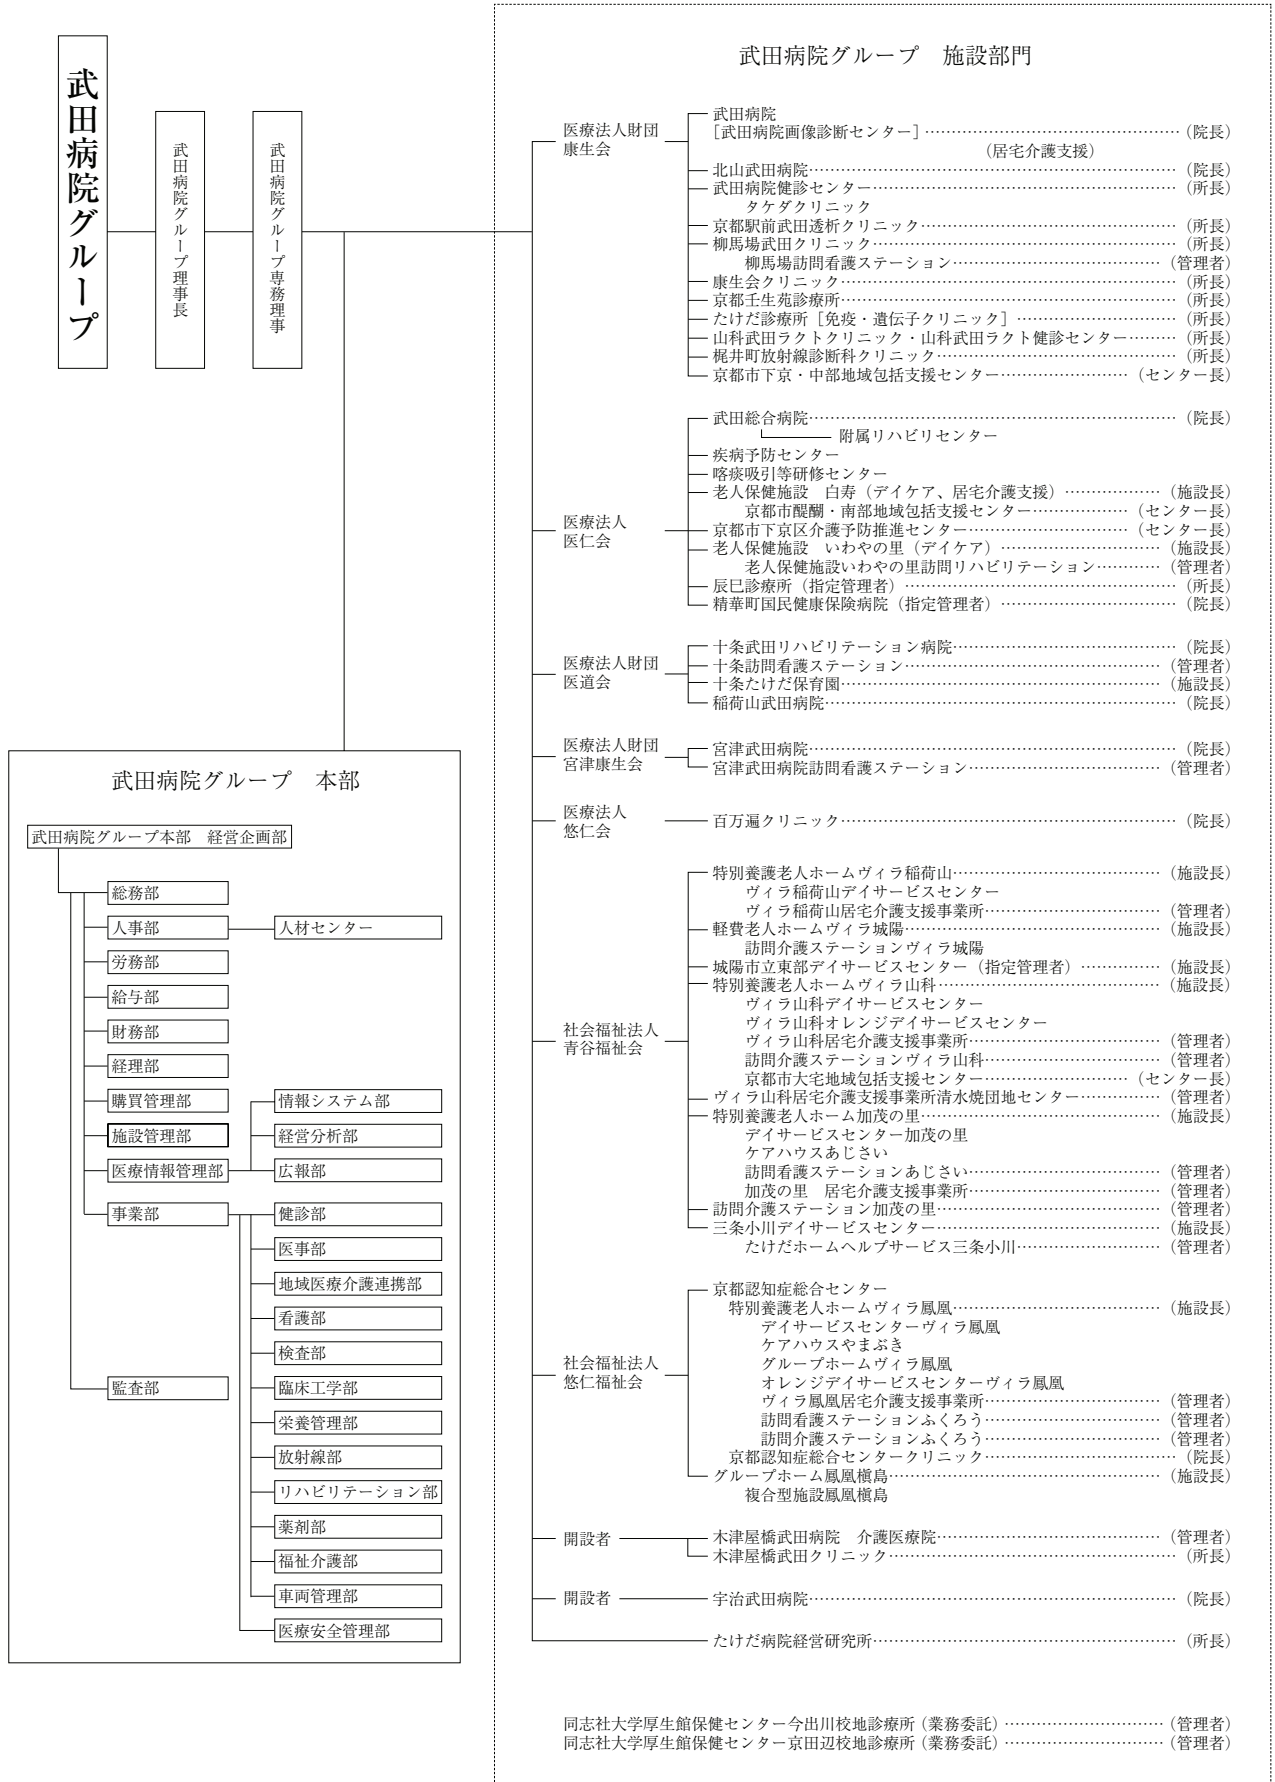 武田病院グループ
武田病院グループ理事長
武田病院グループ専務理事
武田病院グループ　施設部門
医療法人財団
康生会
武田病院
[武田病院画像診断センター]……(院長)
(居宅介護支援)
北山武田病院……(院長)
武田病院健診センター……(所長)
タケダクリニック
京都駅前武田透析クリニック……(所長)
柳馬場武田クリニック……(所長)
柳馬場訪問看護ステーション……(管理者)
康生会クリニック……(所長)
京都壬生苑診療所……(所長)
たけだ診療所［免疫・遺伝子クリニック］……(所長)
山科武田ラクトクリニック・山科武田ラクト健診センター……(所長)
梶井町放射線診断科クリニック……(所長)
京都市下京・中部地域包括支援センター……(センター長)
医療法人
医仁会
武田総合病院……(院長)
附属リハビリセンター
疾病予防センター
喀痰吸引等研修センター
老人保健施設　白寿（デイケア、居宅介護支援）……(施設長)
京都市醍醐・南部地域包括支援センター……(センター長)
京都市下京区介護予防推進センター……(センター長)
老人保健施設　いわやの里（デイケア）……(施設長)
老人保健施設いわやの里訪問リハビリテーション……(管理者)
辰巳診療所（指定管理者）……(所長)
精華町国民健康保険病院（指定管理者）……(院長)
医療法人財団
医道会
十条武田リハビリテーション病院……(院長)
十条訪問看護ステーション……(管理者)
十条たけだ保育園……(施設長)
稲荷山武田病院……(院長)
医療法人財団
宮津康生会
宮津武田病院……(院長)
宮津武田病院訪問看護ステーション……(管理者)
医療法人
悠仁会
百万遍クリニック……(院長)
社会福祉法人
青谷福祉会
特別養護老人ホームヴィラ稲荷山……(施設長)
ヴィラ稲荷山デイサービスセンター
ヴィラ稲荷山居宅介護支援事業所……(管理者)
軽費老人ホームヴィラ城陽……(施設長)
訪問介護ステーションヴィラ城陽
城陽市立東部デイサービスセンター（指定管理者）……(施設長)
特別養護老人ホームヴィラ山科……(施設長)
ヴィラ山科デイサービスセンター
ヴィラ山科オレンジデイサービスセンター
ヴィラ山科居宅介護支援事業所……(管理者)
訪問介護ステーションヴィラ山科……(管理者)
京都市大宅地域包括支援センター……(センター長)
ヴィラ山科居宅介護支援事業所清水焼団地センター……(管理者)
特別養護老人ホーム加茂の里……(施設長)
デイサービスセンター加茂の里
ケアハウスあじさい
訪問看護ステーションあじさい……(管理者)
加茂の里　居宅介護支援事業所……(管理者)
訪問介護ステーション加茂の里……(管理者)
三条小川デイサービスセンター……(施設長)
たけだホームヘルプサービス三条小川……(管理者)
社会福祉法人
悠仁福祉会
京都認知症総合センター
特別養護老人ホームヴィラ鳳凰……(施設長)
デイサービスセンターヴィラ鳳凰
ケアハウスやまぶき
グループホームヴィラ鳳凰
オレンジデイサービスセンターヴィラ鳳凰
ヴィラ鳳凰居宅介護支援事業所……(管理者)
訪問看護ステーションふくろう……(管理者)
訪問介護ステーションふくろう……(管理者)
京都認知症総合センタークリニック……(院長)
グループホーム鳳凰槇島……(施設長)
複合型施設鳳凰槇島
開設者
木津屋橋武田病院　介護医療院……(管理者)
木津屋橋武田クリニック……(所長)
開設者
宇治武田病院……(院長)
たけだ病院経営研究所……(所長)
同志社大学厚生館保健センター今出川校地診療所（業務委託）……(管理者)
同志社大学厚生館保健センター京田辺校地診療所（業務委託）……(管理者)
武田病院グループ　本部
武田病院グループ本部　経営企画部
総務部
人事部
人材センター
労務部
給与部
財務部
経理部
購買管理部
情報システム部
施設管理部
経営分析部
医療情報管理部
広報部
事業部
健診部
医事部
地域医療介護連携部
看護部
検査部
監査部
臨床工学部
栄養管理部
放射線部
リハビリテーション部
薬剤部
福祉介護部
車両管理部
医療安全管理部